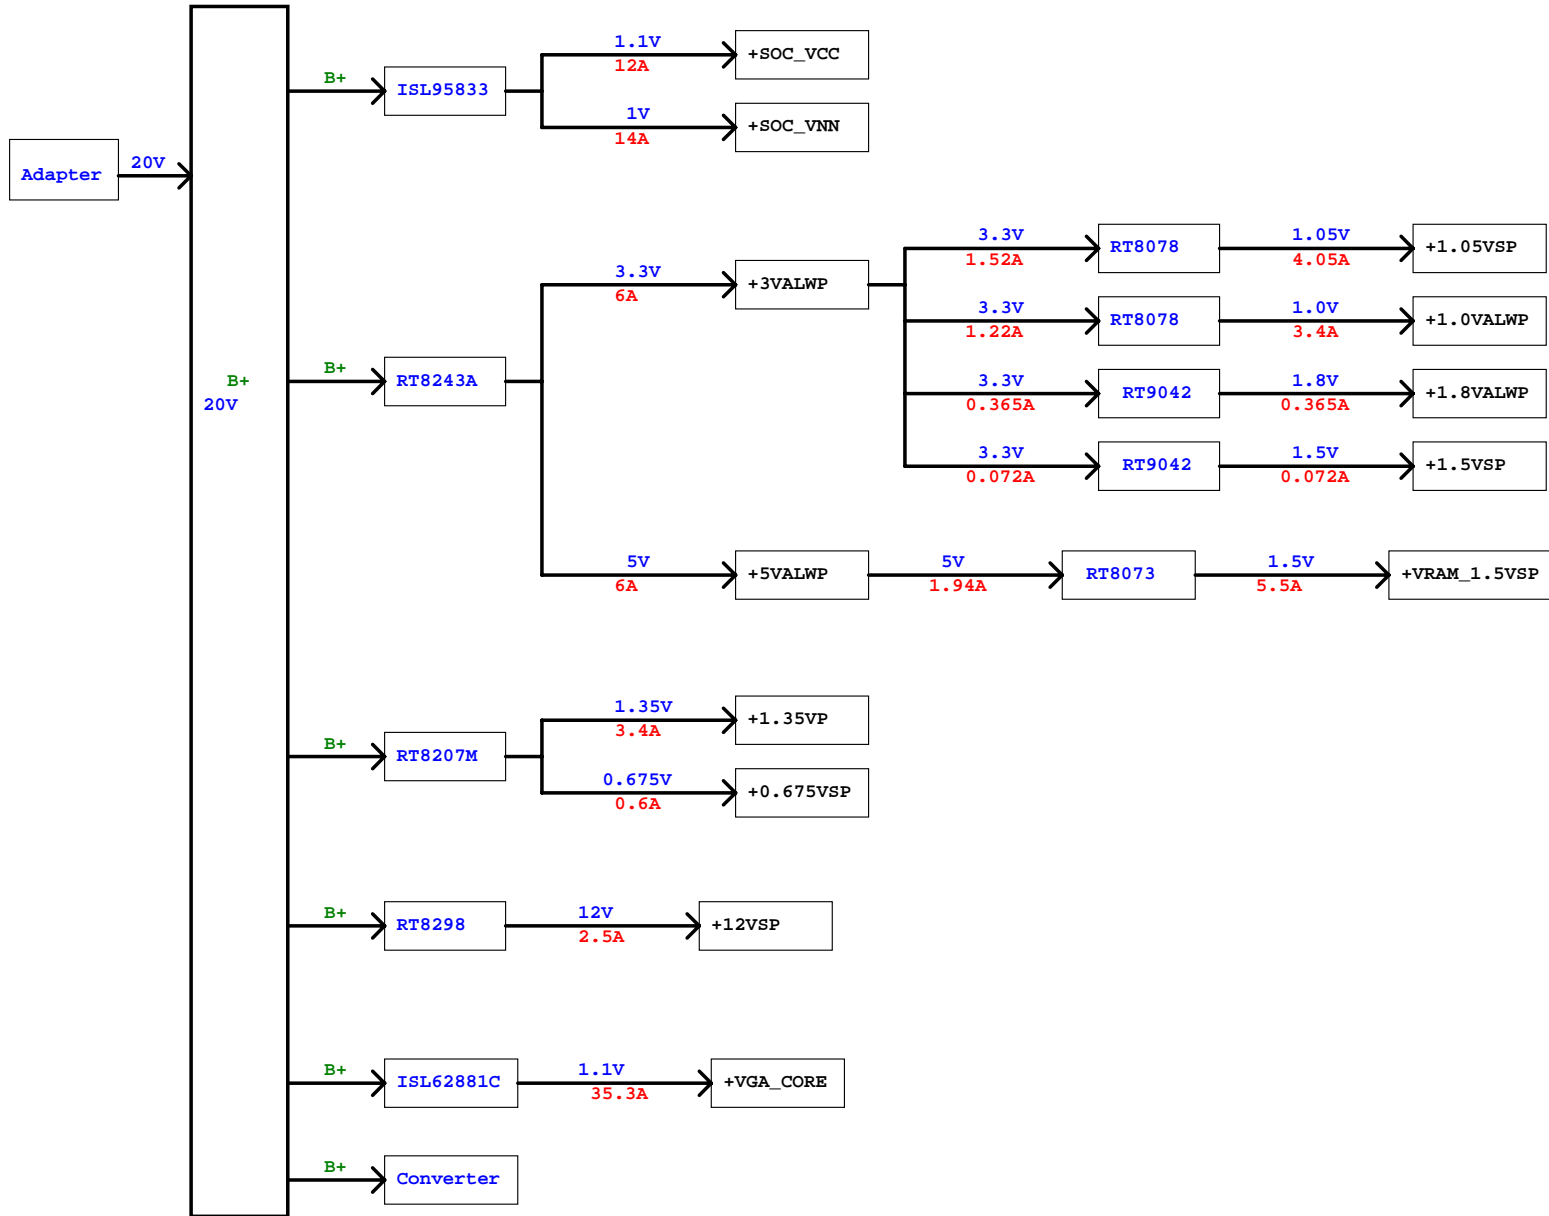 Adapter
20V
B+
20V
B+
ISL95833
1.1V
12A
+SOC_VCC
1V
14A
+SOC_VNN
B+
RT8243A
3.3V
6A
+3VALWP
3.3V
1.52A
RT8078
1.05V
4.05A
+1.05VSP
3.3V
1.22A
RT8078
1.0V
3.4A
+1.0VALWP
3.3V
0.365A
RT9042
1.8V
0.365A
+1.8VALWP
3.3V
0.072A
RT9042
1.5V
0.072A
+1.5VSP
5V
6A
+5VALWP
5V
1.94A
RT8073
1.5V
5.5A
+VRAM_1.5VSP
B+
RT8207M
1.35V
3.4A
+1.35VP
0.675V
0.6A
+0.675VSP
B+
RT8298
12V
2.5A
+12VSP
B+
ISL62881C
1.1V
35.3A
+VGA_CORE
B+
Converter